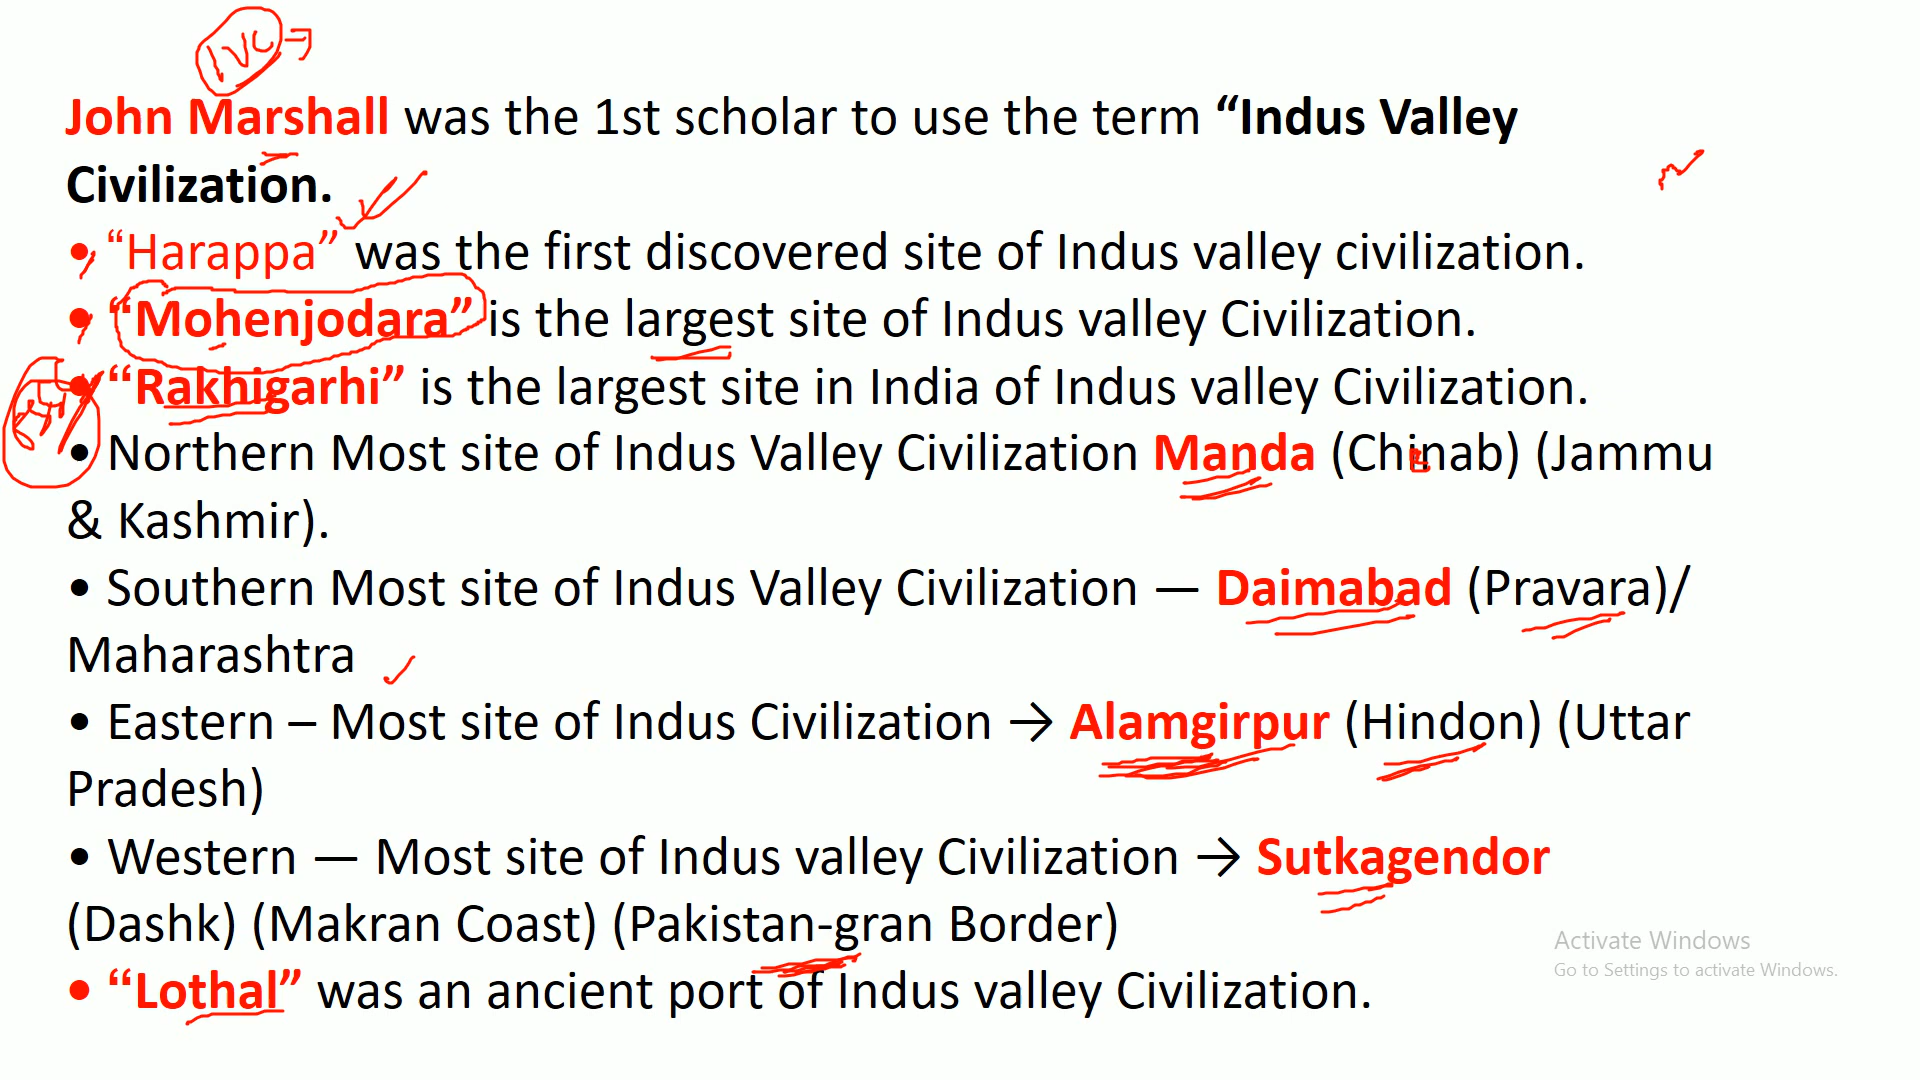 IVC
John Marshall was the 1st scholar to use the term “Indus Valley
Civilization.
• “Harappa” was the first discovered site of Indus valley civilization.
• “Mohenjodara” is the largest site of Indus valley Civilization.
• “Rakhigarhi” is the largest site in India of Indus valley Civilization.
• Northern Most site of Indus Valley Civilization Manda (Chinab) (Jammu
& Kashmir).
• Southern Most site of Indus Valley Civilization — Daimabad (Pravara)/
Maharashtra
• Eastern – Most site of Indus Civilization → Alamgirpur (Hindon) (Uttar
Pradesh)
• Western — Most site of Indus valley Civilization → Sutkagendor
(Dashk) (Makran Coast) (Pakistan-gran Border)
• “Lothal” was an ancient port of Indus valley Civilization.
Activate Windows
Go to Settings to activate Windows.